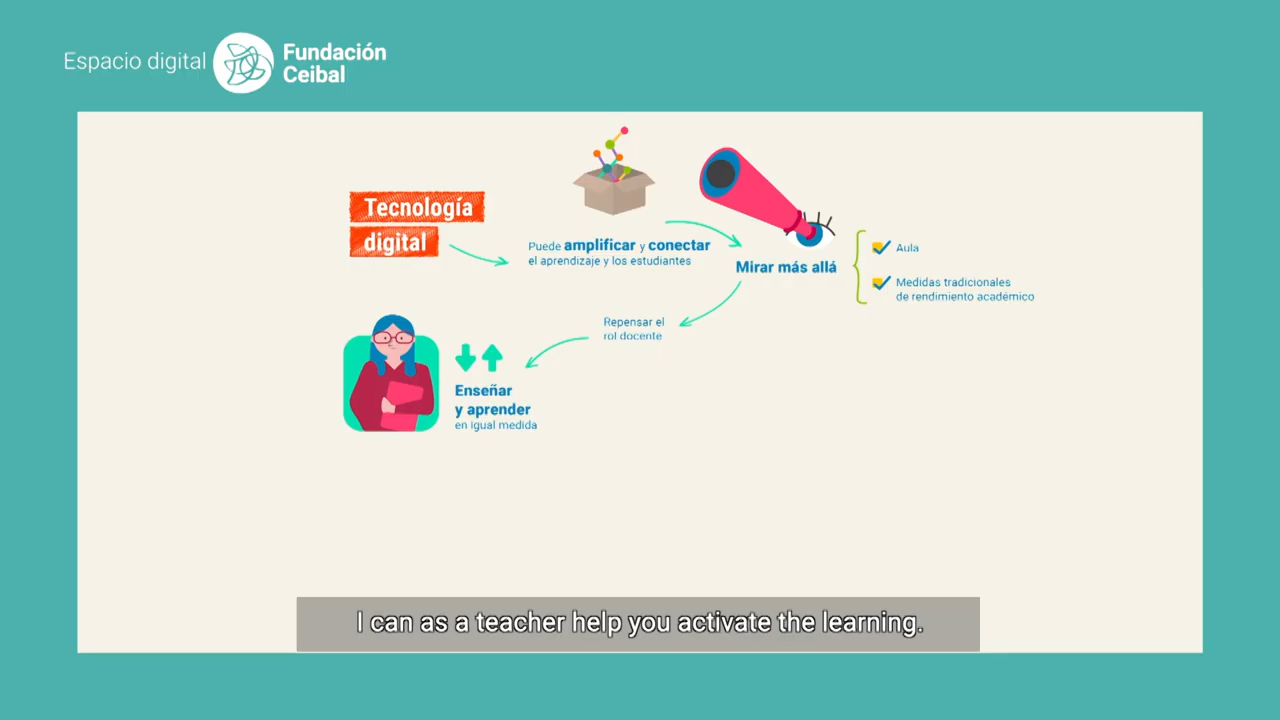 Espacio digital
Fundación
Ceibal
Tecnología
digital
Puede amplificar y conectar
el aprendizaje y los estudiantes
Mirar más allá
Aula
Medidas tradicionales
de rendimiento académico
Repensar el
rol docente
Enseñar
y aprender
en igual medida
I can as a teacher help you activate the learning.